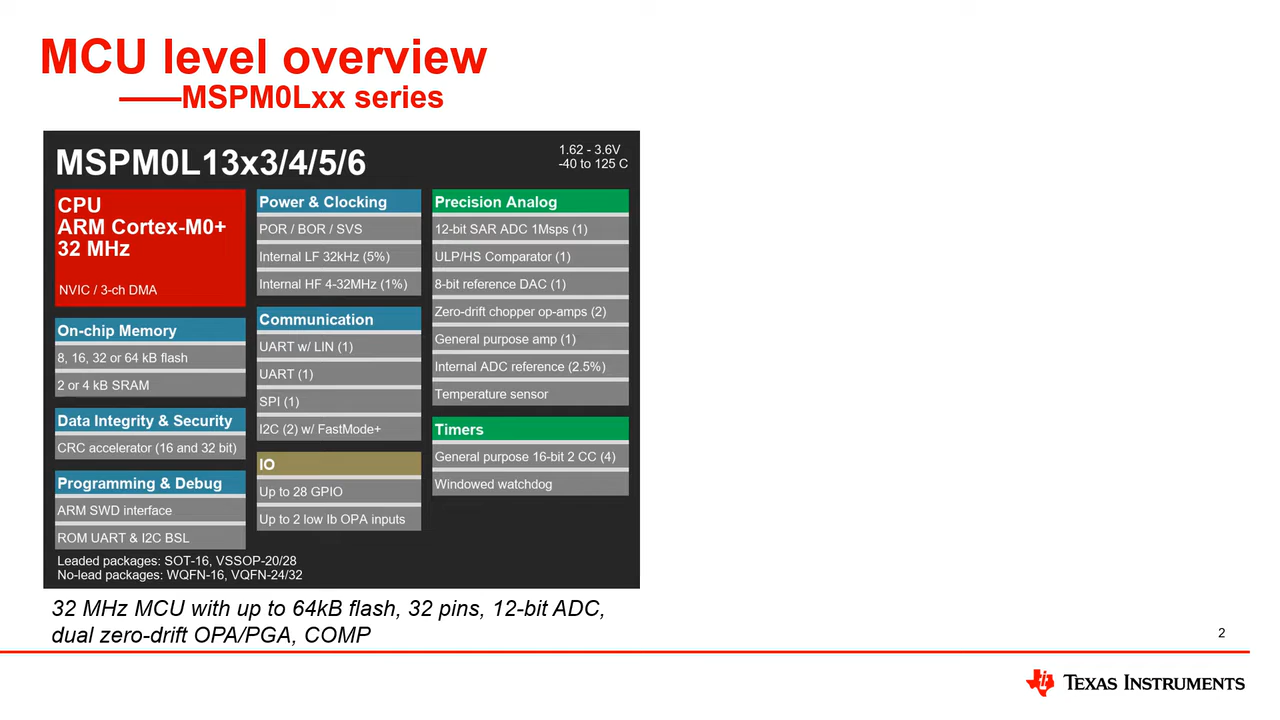 MCU level overview
——MSPM0Lxx series
MSPM0L13x3/4/5/6
1.62 - 3.6V
-40 to 125 C
CPU
ARM Cortex-M0+
32 MHz
NVIC / 3-ch DMA
On-chip Memory
8, 16, 32 or 64 kB flash
2 or 4 kB SRAM
Data Integrity & Security
CRC accelerator (16 and 32 bit)
Programming & Debug
ARM SWD interface
ROM UART & I2C BSL
Power & Clocking
POR / BOR / SVS
Internal LF 32kHz (5%)
Internal HF 4-32MHz (1%)
Communication
UART w/ LIN (1)
UART (1)
SPI (1)
I2C (2) w/ FastMode+
IO
Up to 28 GPIO
Up to 2 low Ib OPA inputs
Precision Analog
12-bit SAR ADC 1Msps (1)
ULP/HS Comparator (1)
8-bit reference DAC (1)
Zero-drift chopper op-amps (2)
General purpose amp (1)
Internal ADC reference (2.5%)
Temperature sensor
Timers
General purpose 16-bit 2 CC (4)
Windowed watchdog
Leaded packages: SOT-16, VSSOP-20/28
No-lead packages: WQFN-16, VQFN-24/32
32 MHz MCU with up to 64kB flash, 32 pins, 12-bit ADC,
dual zero-drift OPA/PGA, COMP
2
TEXAS INSTRUMENTS